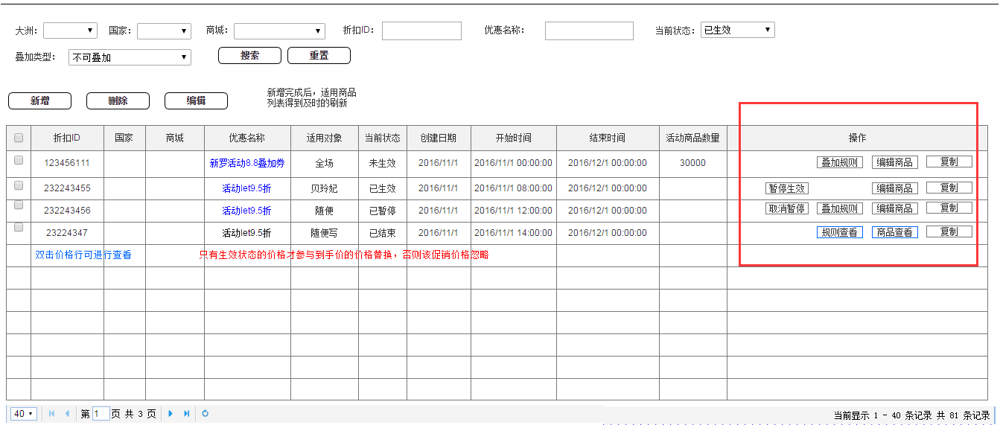 大洲： 国家： 商城： 折扣ID： 优惠名称： 当前状态： 已生效
叠加类型： 不可叠加 搜索 重置
新增 删除 编辑
新增完成后，适用商品
列表得到及时的刷新
折扣ID 国家 商城 优惠名称 适用对象 当前状态 创建日期 开始时间 结束时间 活动商品数量 操作
123456111 新罗活动8.8叠加券 全场 未生效 2016/11/1 2016/11/1 00:00:00 2016/12/1 00:00:00 30000 叠加规则 编辑商品 复制
232243455 活动let9.5折 贝玲妃 已生效 2016/11/1 2016/11/1 08:00:00 2016/12/1 00:00:00 暂停生效 编辑商品 复制
232243456 活动let9.5折 随便 已暂停 2016/11/1 2016/11/1 12:00:00 2016/12/1 00:00:00 取消暂停 叠加规则 编辑商品 复制
23224347 活动let9.5折 随便写 已结束 2016/11/1 2016/11/1 14:00:00 2016/12/1 00:00:00 规则查看 商品查看 复制
双击价格行可进行查看 只有生效状态的价格才参与到手价的价格替换，否则该促销价格忽略
40 第 1 页 共 3 页 当前显示 1 - 40 条记录 共 81 条记录